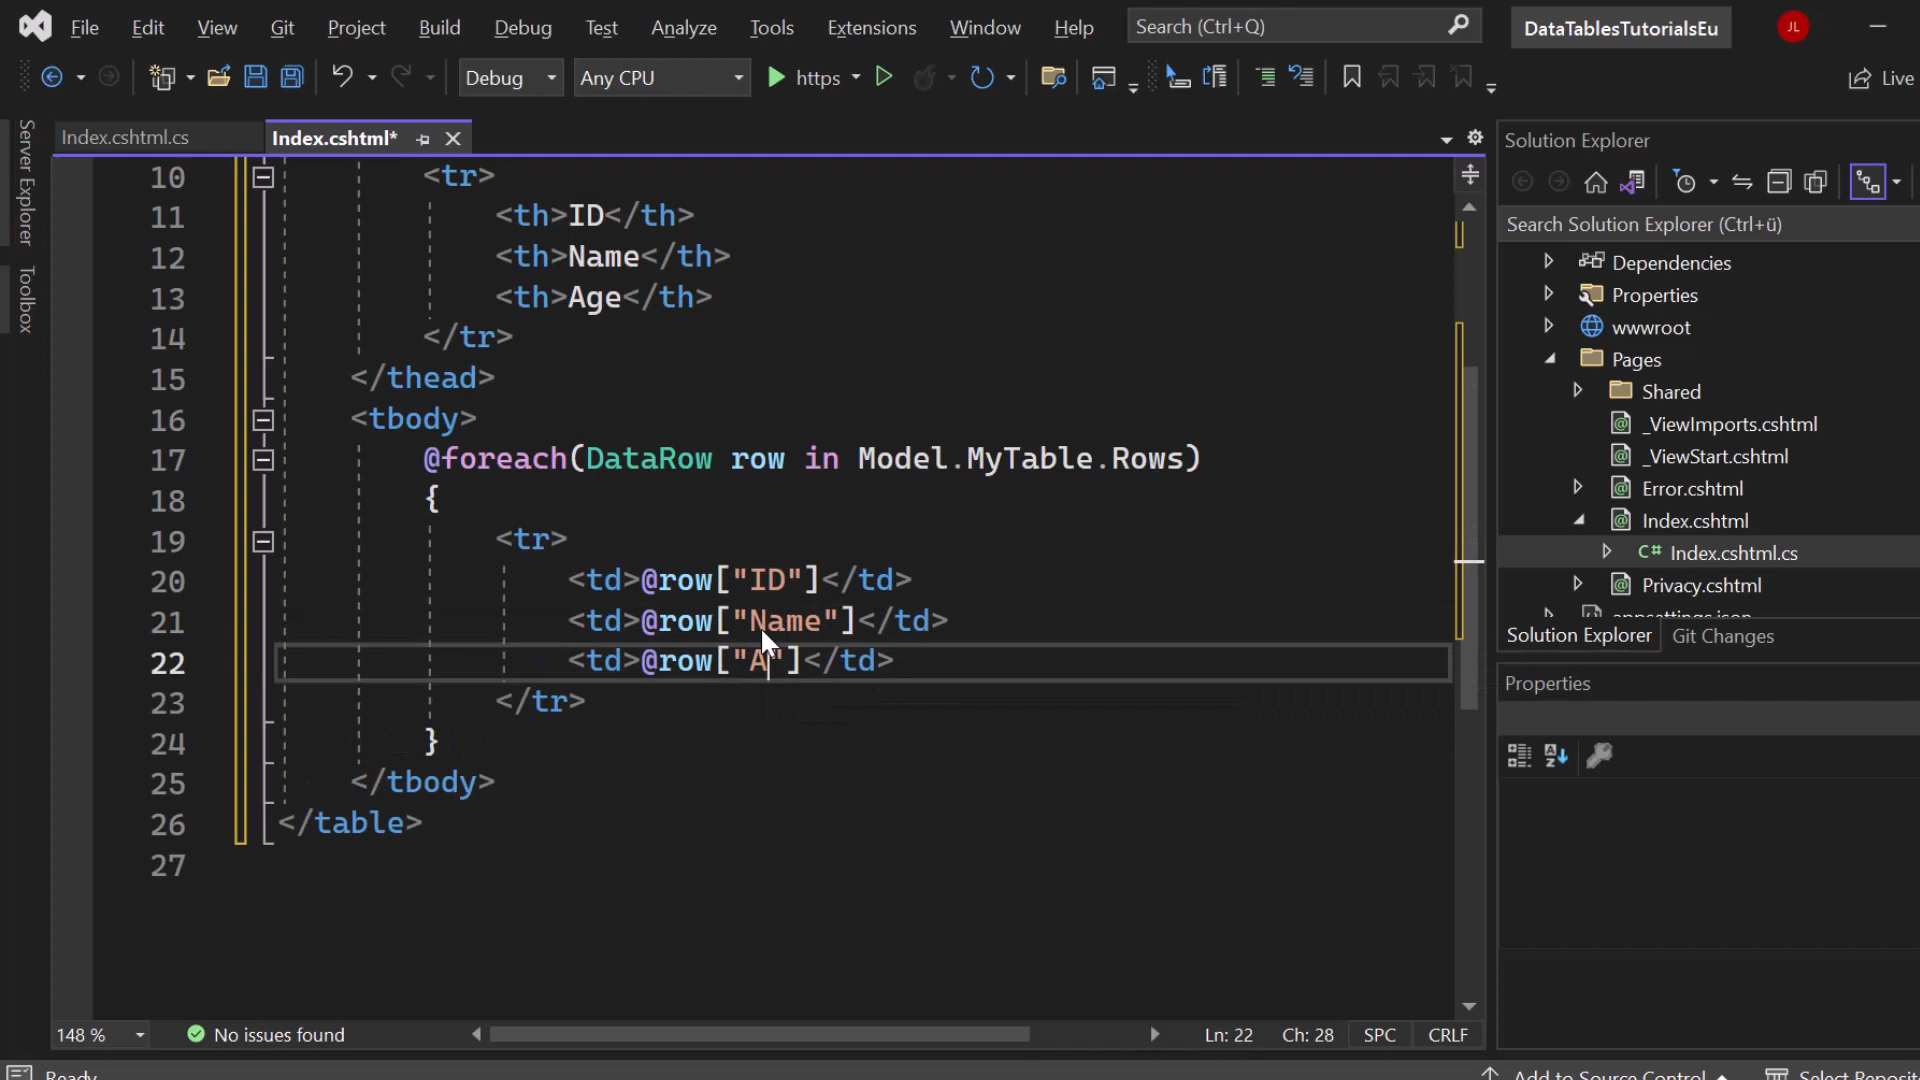 File Edit View Git Project Build Debug Test Analyze Tools Extensions Window Help Search (Ctrl+Q) DataTablesTutorialsEu JL
Debug Any CPU https Live
Server Explorer
Toolbox
Index.cshtml.cs Index.cshtml*
10 <tr>
11 <th>ID</th>
12 <th>Name</th>
13 <th>Age</th>
14 </tr>
15 </thead>
16 <tbody>
17 @foreach(DataRow row in Model.MyTable.Rows)
18 {
19 <tr>
20 <td>@row["ID"]</td>
21 <td>@row["Name"]</td>
22 <td>@row["A"]</td>
23 </tr>
24 }
25 </tbody>
26 </table>
27
148 % No issues found Ln: 22 Ch: 28 SPC CRLF
Solution Explorer
Search Solution Explorer (Ctrl+ü)
Dependencies
Properties
wwwroot
Pages
Shared
_ViewImports.cshtml
_ViewStart.cshtml
Error.cshtml
Index.cshtml
C# Index.cshtml.cs
Privacy.cshtml
appsettings.json
Solution Explorer Git Changes
Properties
Ready Add to Source Control Select Reposit